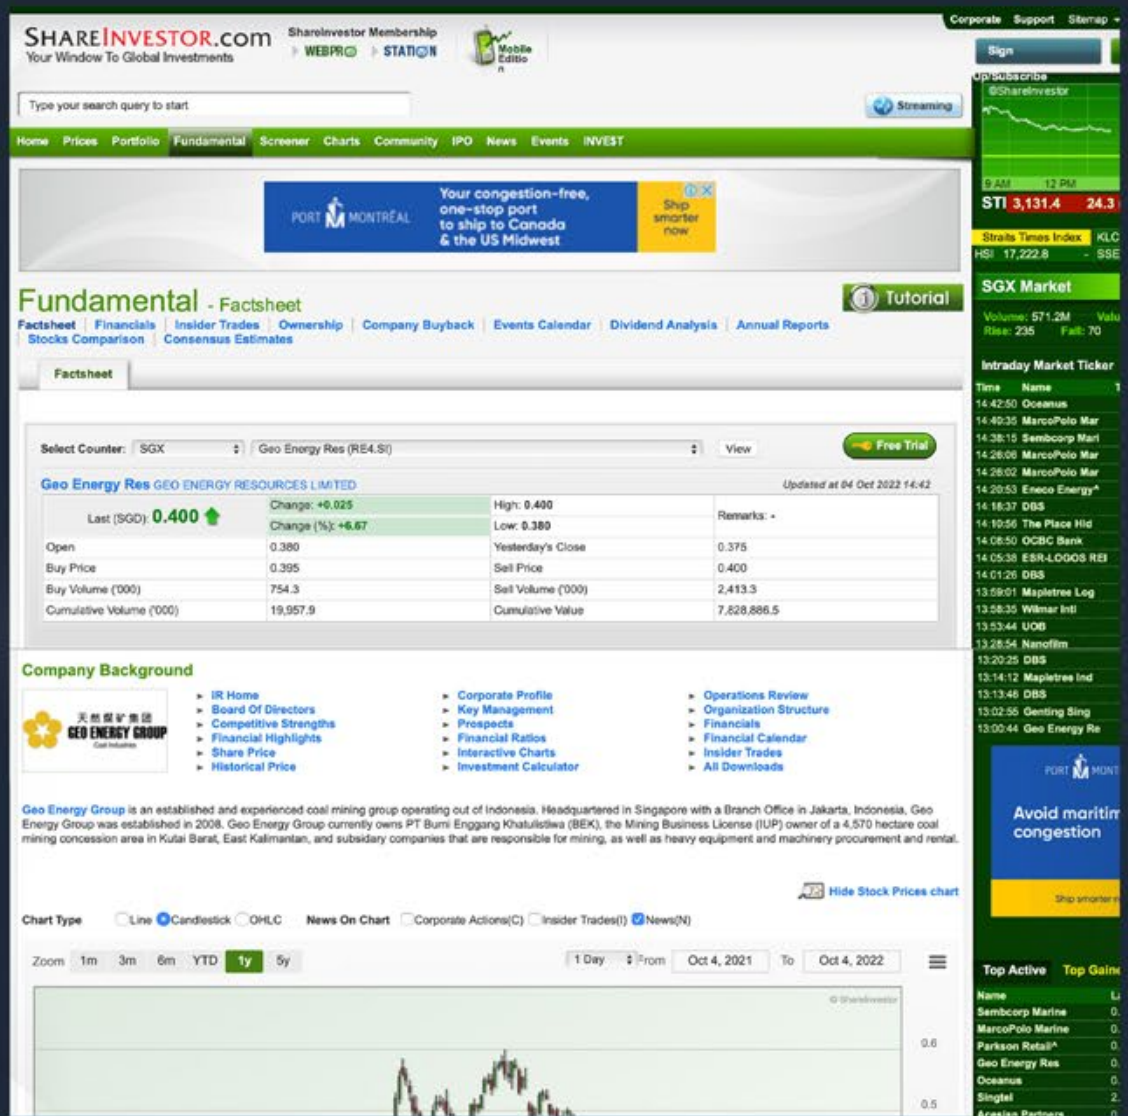 Corporate Support Sitemap
SHAREINVESTOR.com
Your Window To Global Investments
ShareInvestor Membership
WEBPRO STATION
Mobile
Editio
n
Sign
Up/Subscribe
Type your search query to start
Streaming
Home Prices Portfolio Fundamental Screener Charts Community IPO News Events INVEST
©ShareInvestor
9 AM 12 PM
STI 3,131.4 24.3
Straits Times Index KLC
HSI 17,222.8 - SSE
PORT MONTRÉAL
Your congestion-free,
one-stop port
to ship to Canada
& the US Midwest
Ship
smarter
now
Fundamental - Factsheet
Tutorial
Factsheet Financials Insider Trades Ownership Company Buyback Events Calendar Dividend Analysis Annual Reports
Stocks Comparison Consensus Estimates
Factsheet
Select Counter: SGX Geo Energy Res (RE4.SI) View Free Trial
Geo Energy Res GEO ENERGY RESOURCES LIMITED Updated at 04 Oct 2022 14:42
Last (SGD): 0.400 Change: +0.025 High: 0.400 Remarks: -
Change (%): +6.67 Low: 0.380
Open 0.380 Yesterday's Close 0.375
Buy Price 0.395 Sell Price 0.400
Buy Volume ('000) 754.3 Sell Volume ('000) 2,413.3
Cumulative Volume ('000) 19,957.9 Cumulative Value 7,828,886.5
SGX Market
Volume: 571.2M Valu
Rise: 235 Fall: 70
Intraday Market Ticker
Time Name T
14:42:50 Oceanus
14:40:35 MarcoPolo Mar
14:38:15 Sembcorp Mari
14:26:06 MarcoPolo Mar
14:26:02 MarcoPolo Mar
14:20:53 Eneco Energy^
14:18:37 DBS
14:10:56 The Place Hld
14:08:50 OCBC Bank
14:05:38 ESR-LOGOS REI
14:01:26 DBS
13:59:01 Mapletree Log
13:58:35 Wilmar Intl
13:53:44 UOB
13:28:54 Nanofilm
13:20:25 DBS
13:14:12 Mapletree Ind
13:13:46 DBS
13:02:55 Genting Sing
13:00:44 Geo Energy Re
Company Background
天然煤矿集团
GEO ENERGY GROUP
Coal Industries
IR Home Corporate Profile Operations Review
Board Of Directors Key Management Organization Structure
Competitive Strengths Prospects Financials
Financial Highlights Financial Ratios Financial Calendar
Share Price Interactive Charts Insider Trades
Historical Price Investment Calculator All Downloads
Geo Energy Group is an established and experienced coal mining group operating out of Indonesia. Headquartered in Singapore with a Branch Office in Jakarta, Indonesia, Geo
Energy Group was established in 2008. Geo Energy Group currently owns PT Bumi Enggang Khatulistiwa (BEK), the Mining Business License (IUP) owner of a 4,570 hectare coal
mining concession area in Kutai Barat, East Kalimantan, and subsidary companies that are responsible for mining, as well as heavy equipment and machinery procurement and rental.
PORT MONT
Avoid maritim
congestion
Ship smarter n
Hide Stock Prices chart
Chart Type Line Candlestick OHLC News On Chart Corporate Actions(C) Insider Trades(I) News(N)
Zoom 1m 3m 6m YTD 1y 5y 1 Day From Oct 4, 2021 To Oct 4, 2022
© ShareInvestor
0.6
0.5
Top Active Top Gaine
Name La
Sembcorp Marine 0.
MarcoPolo Marine 0.
Parkson Retail^ 0.
Geo Energy Res 0.
Oceanus 0.
Singtel 2.
Acesian Partners 0.